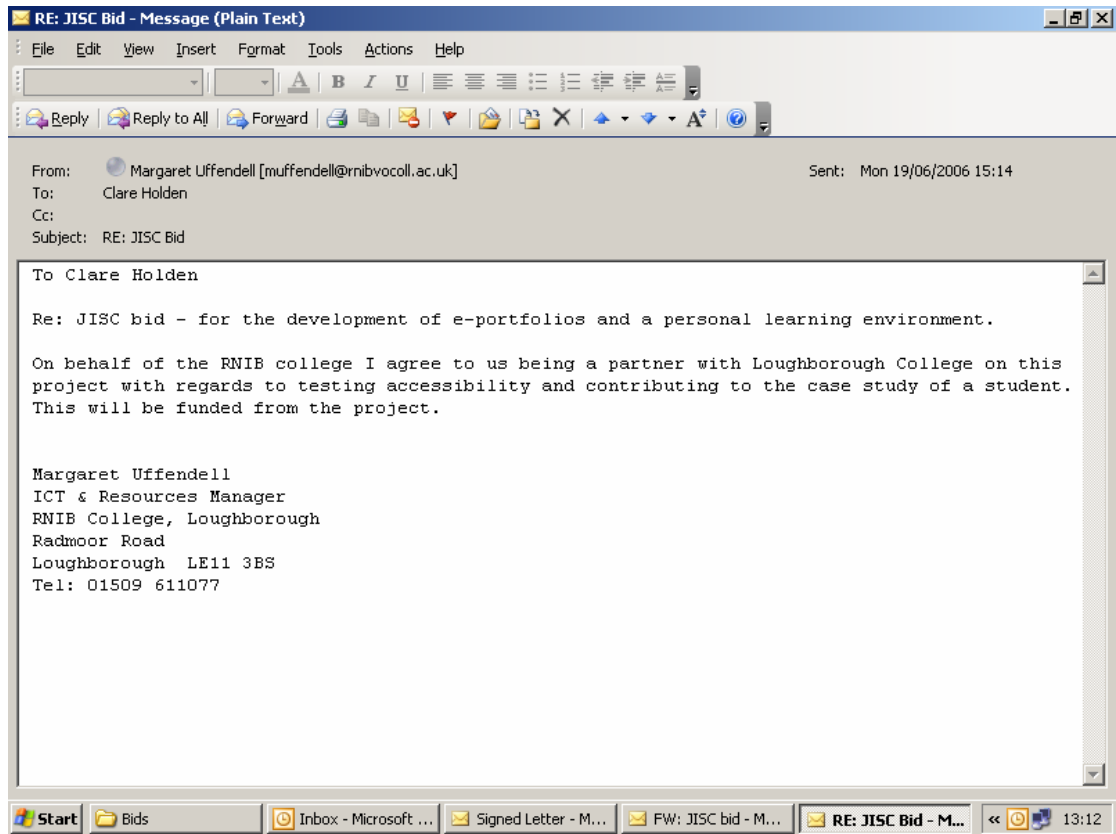 RE: JISC Bid - Message (Plain Text)
File Edit View Insert Format Tools Actions Help
A B I U
Reply Reply to All Forward
From: Margaret Uffendell [muffendell@rnibvocoll.ac.uk] Sent: Mon 19/06/2006 15:14
To: Clare Holden
Cc:
Subject: RE: JISC Bid
To Clare Holden
Re: JISC bid - for the development of e-portfolios and a personal learning environment.
On behalf of the RNIB college I agree to us being a partner with Loughborough College on this
project with regards to testing accessibility and contributing to the case study of a student.
This will be funded from the project.
Margaret Uffendell
ICT & Resources Manager
RNIB College, Loughborough
Radmoor Road
Loughborough LE11 3BS
Tel: 01509 611077
Start Bids Inbox - Microsoft ... Signed Letter - M... FW: JISC bid - M... RE: JISC Bid - M... « 13:12